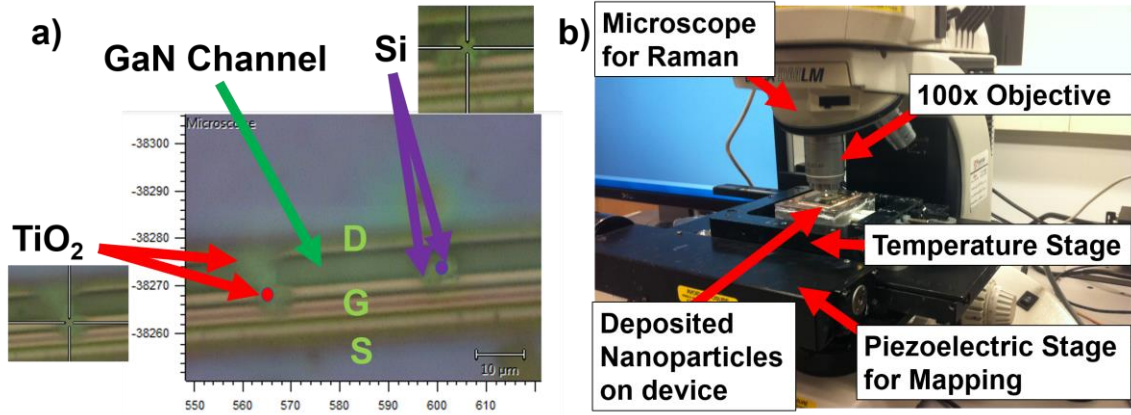 a)
GaN Channel
Si
Microscope
-38300
-38290
-38280
-38270
-38260
TiO2
D
G
S
10 μm
550
560
570
580
590
600
610
b)
Microscope
for Raman
100x Objective
Temperature Stage
Deposited
Nanoparticles
on device
Piezoelectric Stage
for Mapping